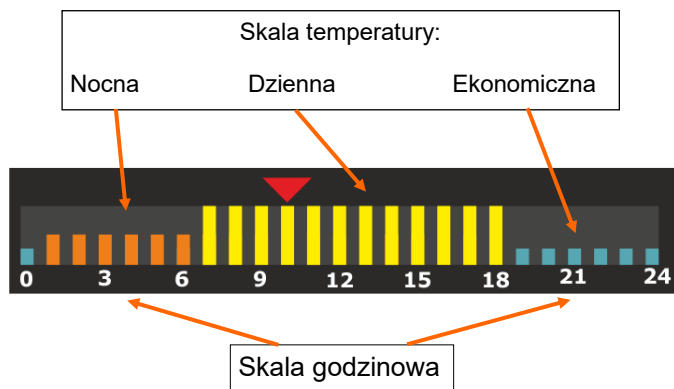 Skala temperatury:
Nocna Dzienna Ekonomiczna
0 3 6 9 12 15 18 21 24
Skala godzinowa